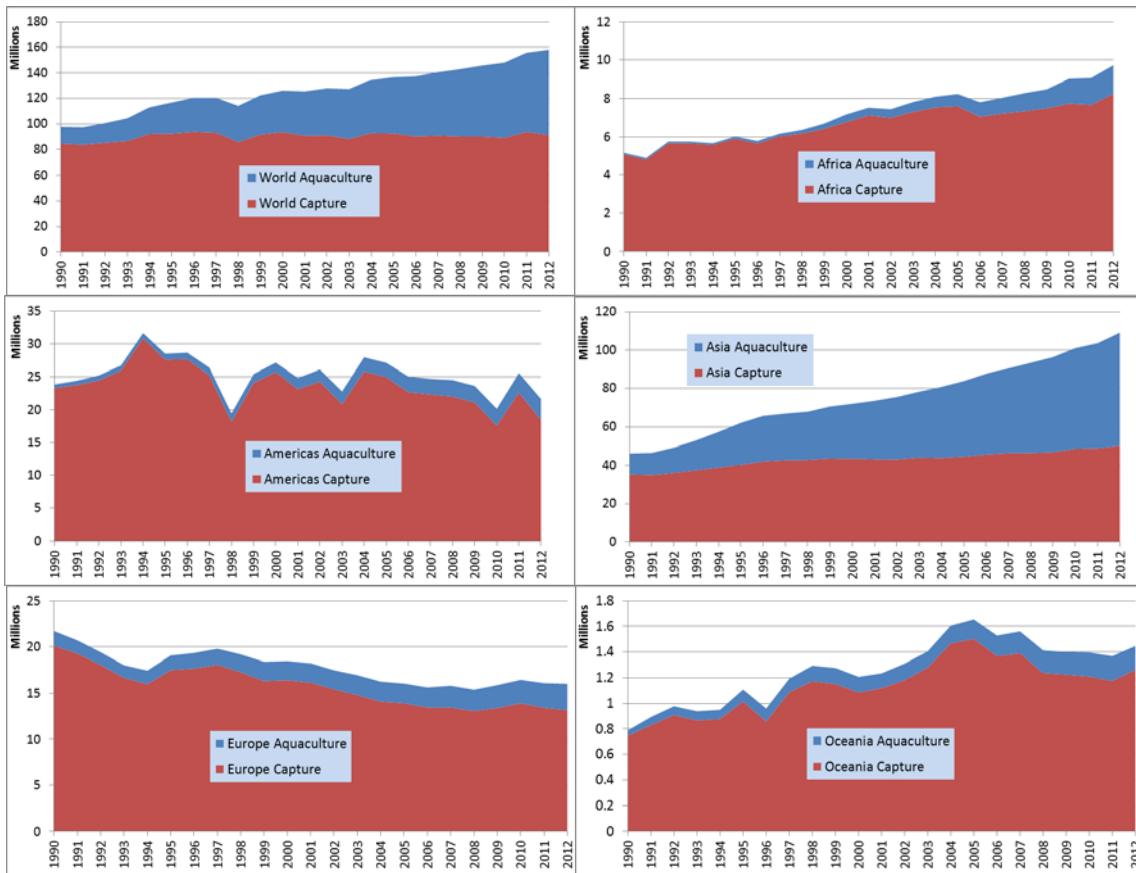 Millions
180
160
140
120
100
80
60
40
20
0
World Aquaculture
World Capture
1990 1991 1992 1993 1994 1995 1996 1997 1998 1999 2000 2001 2002 2003 2004 2005 2006 2007 2008 2009 2010 2011 2012
Millions
12
10
8
6
4
2
0
Africa Aquaculture
Africa Capture
1990 1991 1992 1993 1994 1995 1996 1997 1998 1999 2000 2001 2002 2003 2004 2005 2006 2007 2008 2009 2010 2011 2012
Millions
35
30
25
20
15
10
5
0
Americas Aquaculture
Americas Capture
1990 1991 1992 1993 1994 1995 1996 1997 1998 1999 2000 2001 2002 2003 2004 2005 2006 2007 2008 2009 2010 2011 2012
Millions
120
100
80
60
40
20
0
Asia Aquaculture
Asia Capture
1990 1991 1992 1993 1994 1995 1996 1997 1998 1999 2000 2001 2002 2003 2004 2005 2006 2007 2008 2009 2010 2011 2012
Millions
25
20
15
10
5
0
Europe Aquaculture
Europe Capture
1990 1991 1992 1993 1994 1995 1996 1997 1998 1999 2000 2001 2002 2003 2004 2005 2006 2007 2008 2009 2010 2011 2012
Millions
1.8
1.6
1.4
1.2
1
0.8
0.6
0.4
0.2
0
Oceania Aquaculture
Oceania Capture
1990 1991 1992 1993 1994 1995 1996 1997 1998 1999 2000 2001 2002 2003 2004 2005 2006 2007 2008 2009 2010 2011 2012